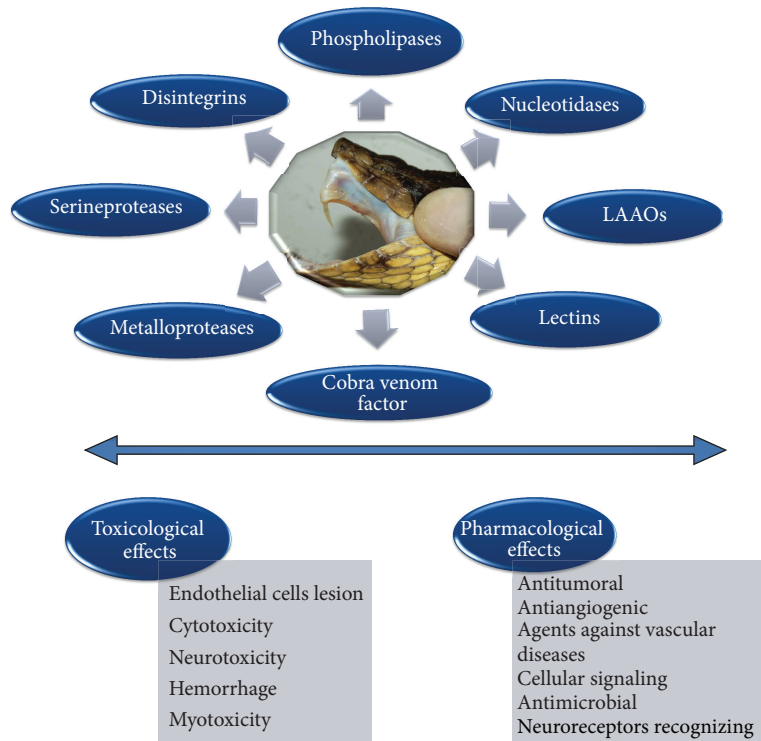 Phospholipases
Disintegrins
Nucleotidases
Serineproteases
LAAOs
Metalloproteases
Lectins
Cobra venom
factor
Toxicological
effects
Endothelial cells lesion
Cytotoxicity
Neurotoxicity
Hemorrhage
Myotoxicity
Pharmacological
effects
Antitumoral
Antiangiogenic
Agents against vascular
diseases
Cellular signaling
Antimicrobial
Neuroreceptors recognizing